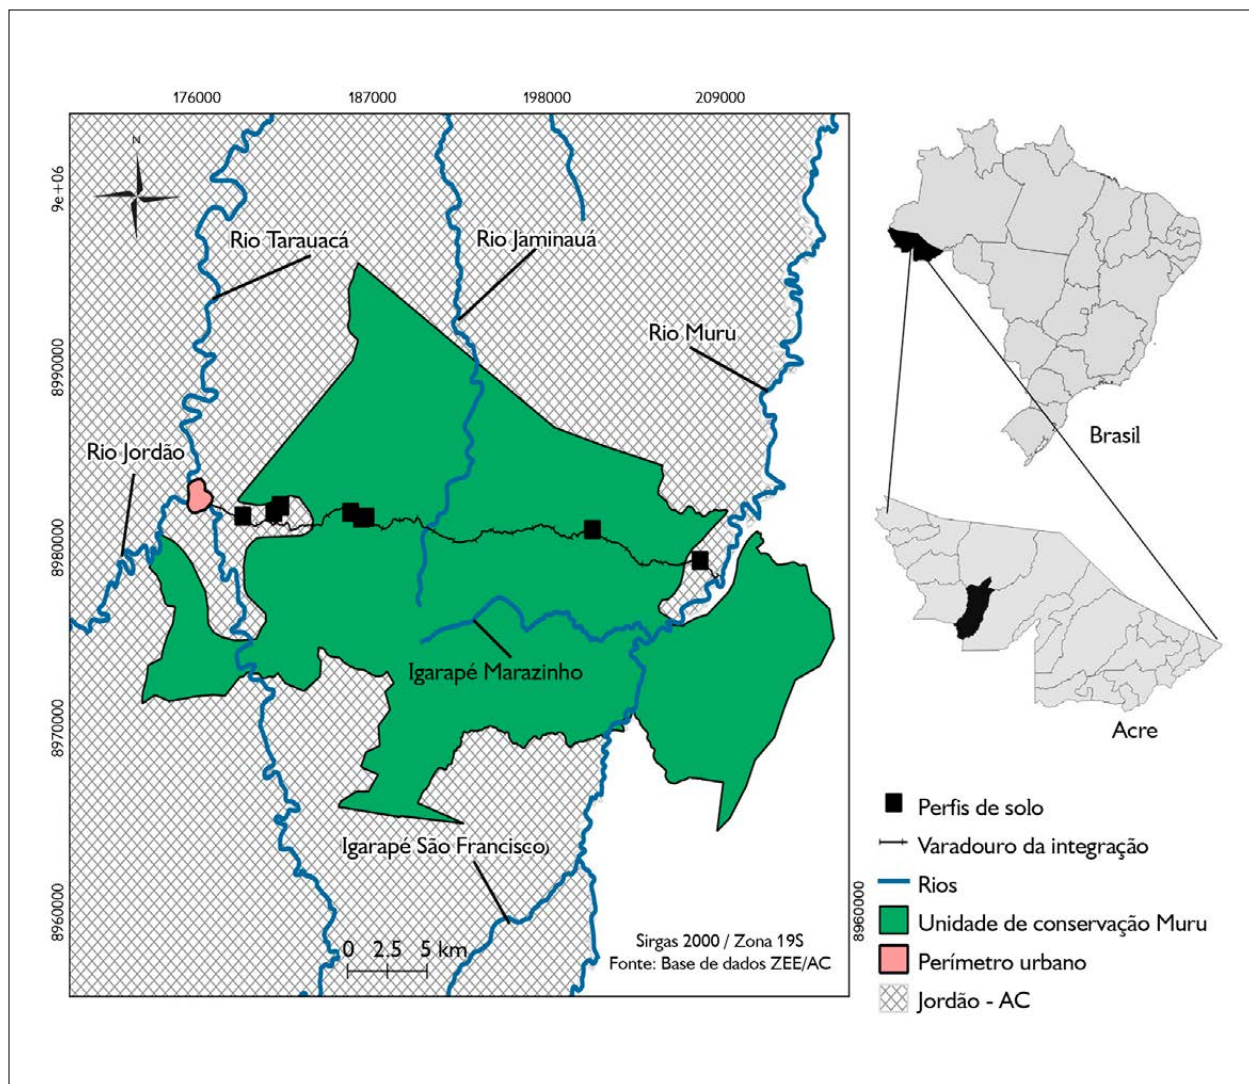 176000 187000 198000 209000
N
9e+06
Rio Tarauacá
Rio Jaminauá
Rio Muru
8990000
Rio Jordão
Brasil
8980000
Igarapé Marazinho
8970000
Acre
Igarapé São Francisco
8960000
8960000
0 2.5 5 km
Sirgas 2000 / Zona 19S
Fonte: Base de dados ZEE/AC
Perfis de solo
Varadouro da integração
Rios
Unidade de conservação Muru
Perímetro urbano
Jordão - AC